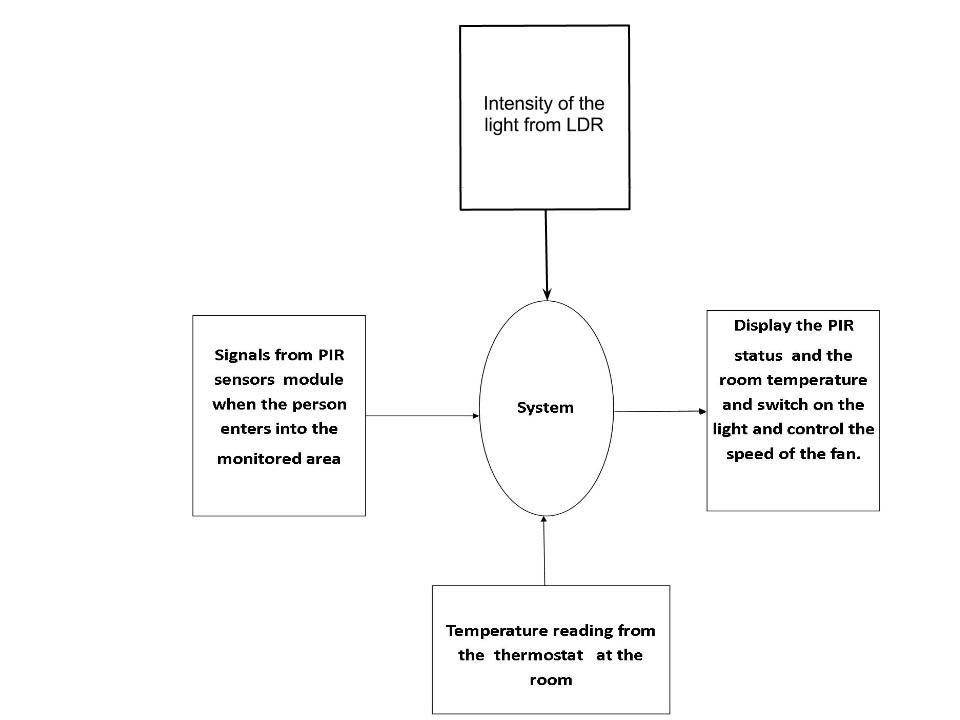 Intensity of the
light from LDR
Signals from PIR
sensors module
when the person
enters into the
monitored area
System
Display the PIR
status and the
room temperature
and switch on the
light and control the
speed of the fan.
Temperature reading from
the thermostat at the
room